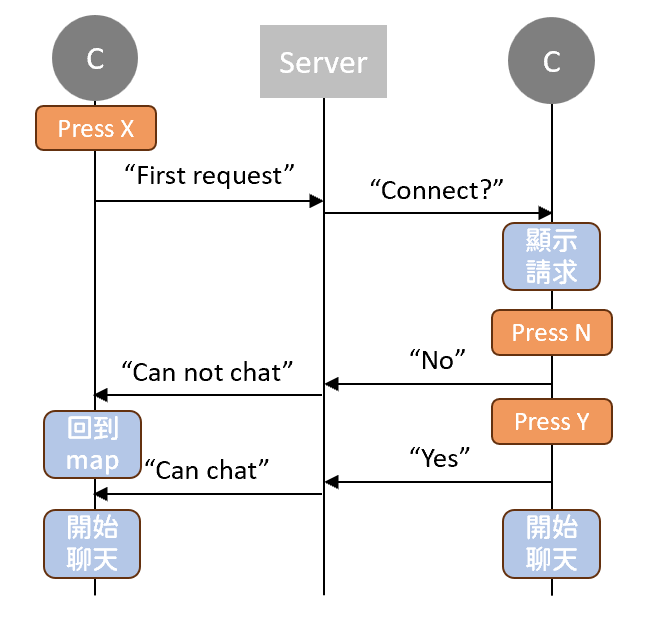 C
Server
C
Press X
“First request”
“Connect?”
顯示
請求
Press N
“No”
“Can not chat”
Press Y
回到
map
“Yes”
“Can chat”
開始
聊天
開始
聊天